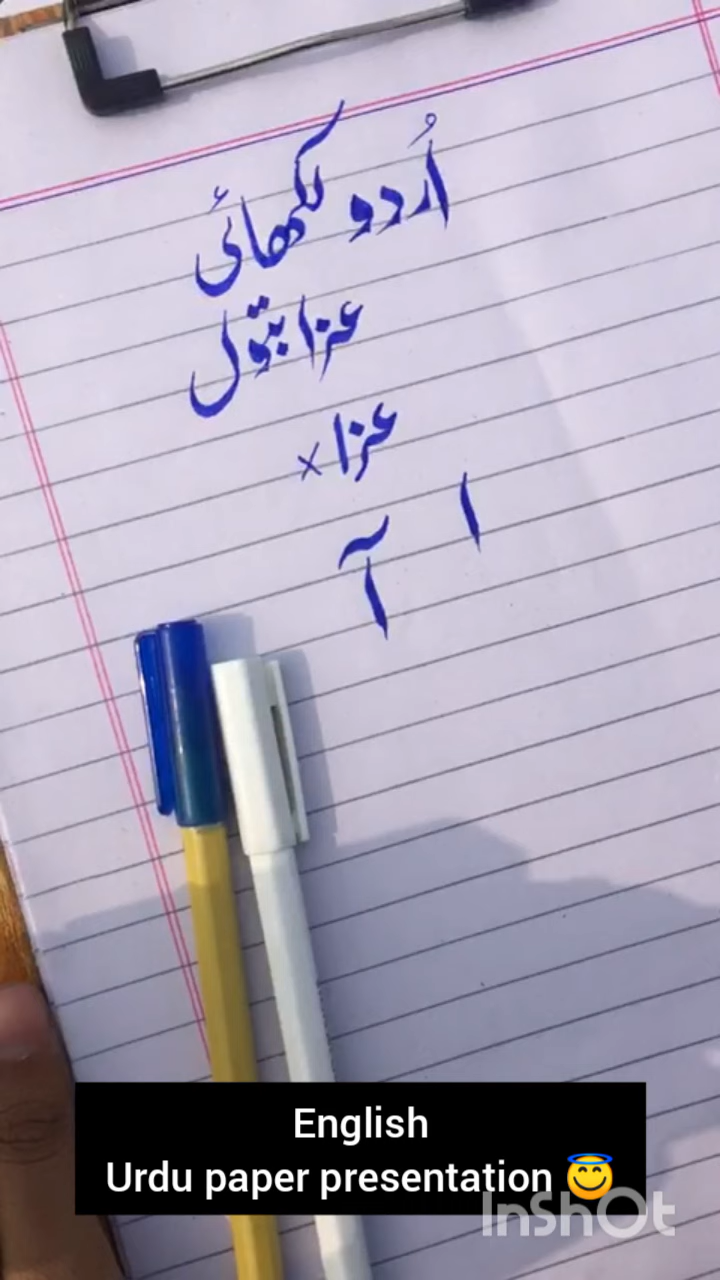 اُردو لکھائی
عزا بتول
عزا ×
ا
آ
English
Urdu paper presentation 😇
InShOt